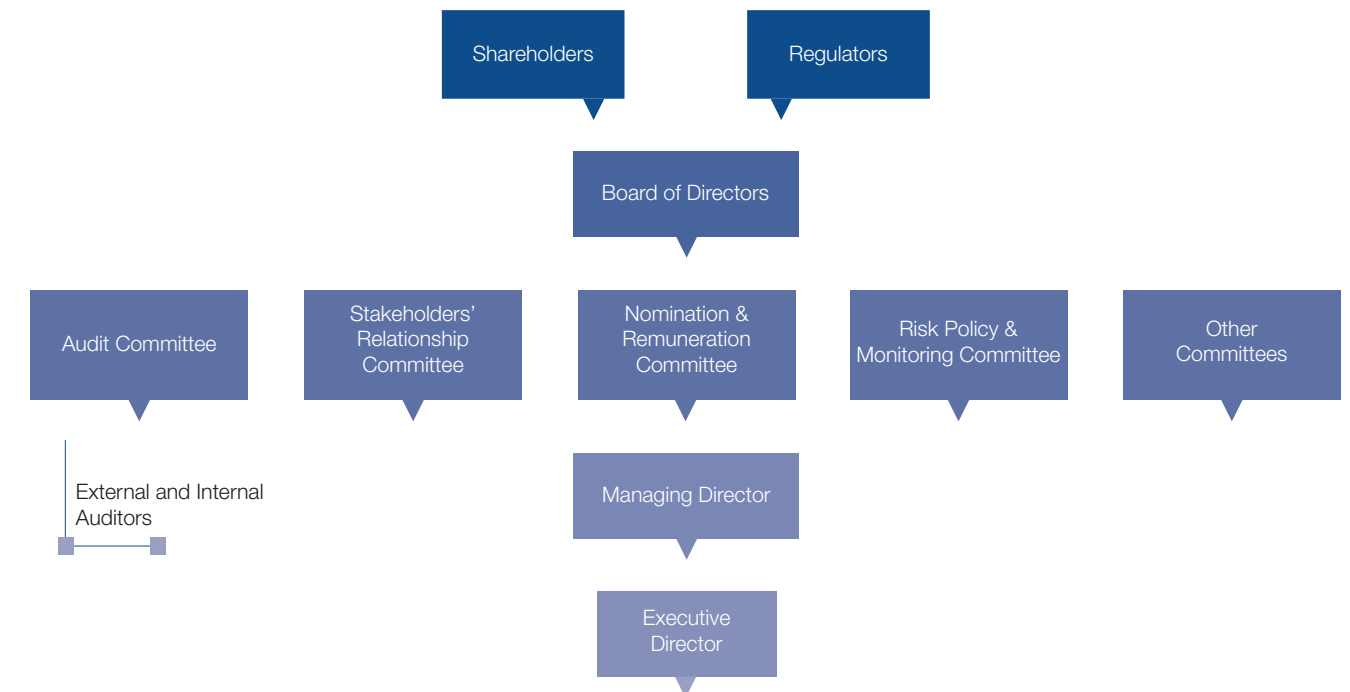 Shareholders
Regulators
Board of Directors
Audit Committee
Stakeholders’
Relationship
Committee
Nomination &
Remuneration
Committee
Risk Policy &
Monitoring Committee
Other
Committees
External and Internal
Auditors
Managing Director
Executive
Director